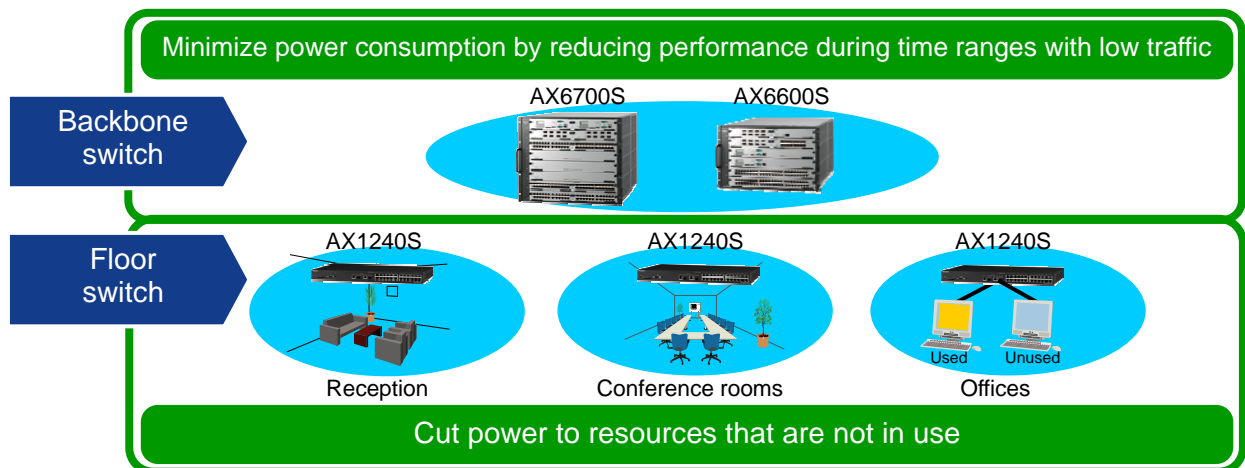 Minimize power consumption by reducing performance during time ranges with low traffic
Backbone
switch
AX6700S
AX6600S
Floor
switch
AX1240S
AX1240S
AX1240S
Used
Unused
Reception
Conference rooms
Offices
Cut power to resources that are not in use